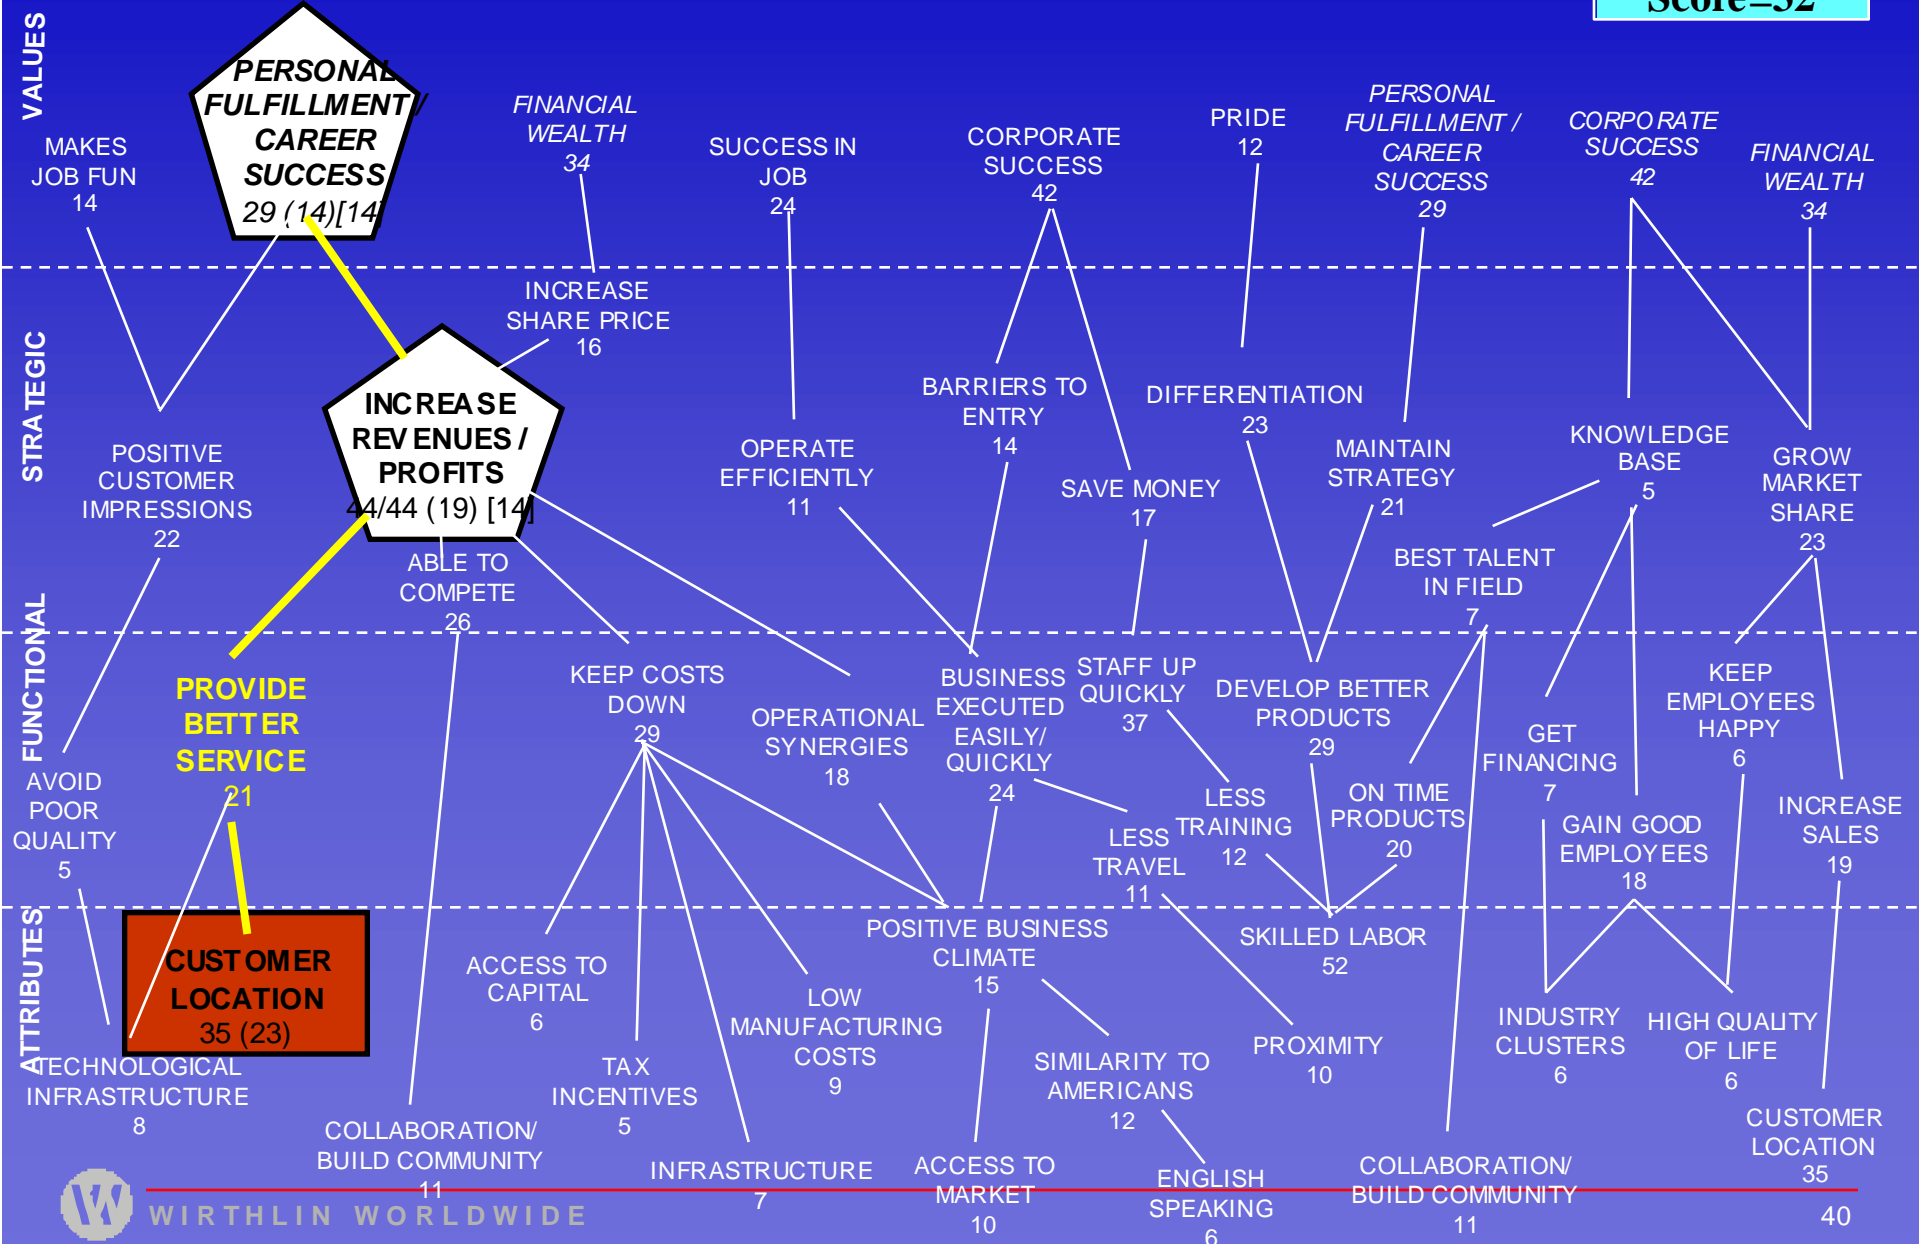 Score=52
VALUES
PERSONAL
FULFILLMENT/
CAREER
SUCCESS
29 (14)[14]
MAKES
JOB FUN
14
FINANCIAL
WEALTH
34
SUCCESS IN
JOB
24
CORPORATE
SUCCESS
42
PRIDE
12
PERSONAL
FULFILLMENT /
CAREER
SUCCESS
29
CORPORATE
SUCCESS
42
FINANCIAL
WEALTH
34
STRATEGIC
INCREASE
SHARE PRICE
16
INCREASE
REVENUES /
PROFITS
44/44 (19) [14]
POSITIVE
CUSTOMER
IMPRESSIONS
22
ABLE TO
COMPETE
26
OPERATE
EFFICIENTLY
11
BARRIERS TO
ENTRY
14
SAVE MONEY
17
DIFFERENTIATION
23
MAINTAIN
STRATEGY
21
KNOWLEDGE
BASE
5
BEST TALENT
IN FIELD
7
GROW
MARKET
SHARE
23
FUNCTIONAL
PROVIDE
BETTER
SERVICE
21
AVOID
POOR
QUALITY
5
KEEP COSTS
DOWN
29
OPERATIONAL
SYNERGIES
18
BUSINESS
EXECUTED
EASILY/
QUICKLY
24
STAFF UP
QUICKLY
37
LESS
TRAVEL
11
LESS
TRAINING
12
DEVELOP BETTER
PRODUCTS
29
ON TIME
PRODUCTS
20
GET
FINANCING
7
GAIN GOOD
EMPLOYEES
18
KEEP
EMPLOYEES
HAPPY
6
INCREASE
SALES
19
ATTRIBUTES
CUSTOMER
LOCATION
35 (23)
TECHNOLOGICAL
INFRASTRUCTURE
8
COLLABORATION/
BUILD COMMUNITY
11
ACCESS TO
CAPITAL
6
TAX
INCENTIVES
5
INFRASTRUCTURE
7
LOW
MANUFACTURING
COSTS
9
POSITIVE BUSINESS
CLIMATE
15
ACCESS TO
MARKET
10
SIMILARITY TO
AMERICANS
12
ENGLISH
SPEAKING
6
PROXIMITY
10
SKILLED LABOR
52
COLLABORATION/
BUILD COMMUNITY
11
INDUSTRY
CLUSTERS
6
HIGH QUALITY
OF LIFE
6
CUSTOMER
LOCATION
35
W WIRTHLIN WORLDWIDE
40